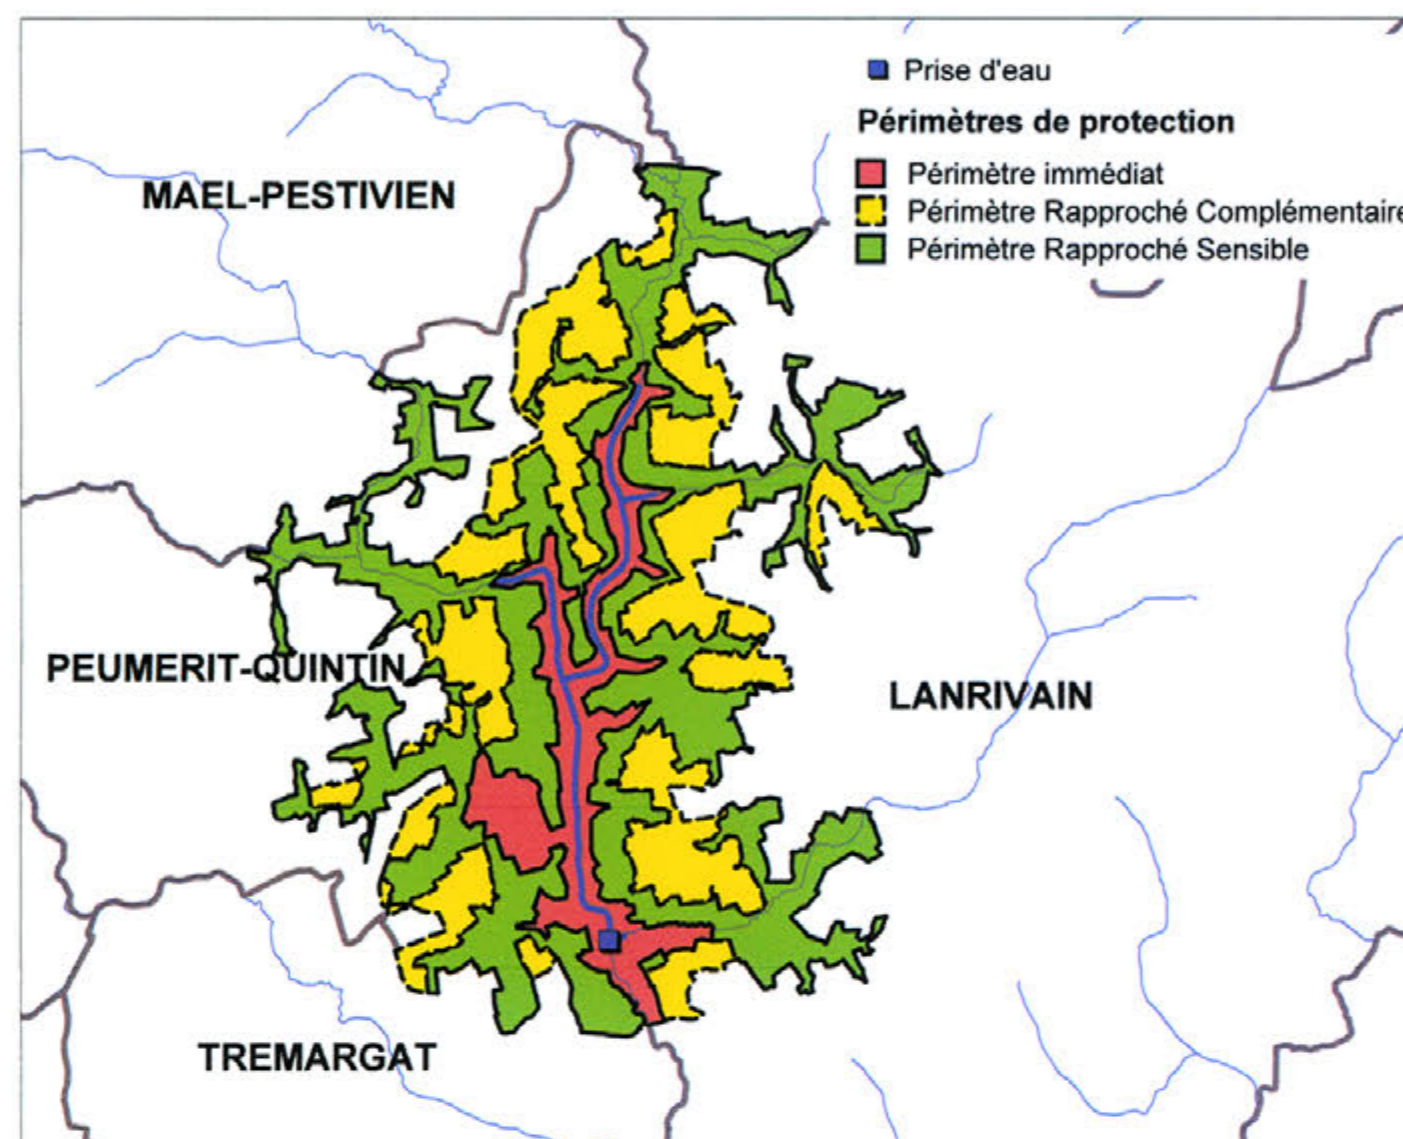 Prise d'eau
Périmètres de protection
Périmètre immédiat
Périmètre Rapproché Complémentaire
Périmètre Rapproché Sensible
MAEL-PESTIVIEN
PEUMERIT-QUINTIN
LANRIVAIN
TREMARGAT